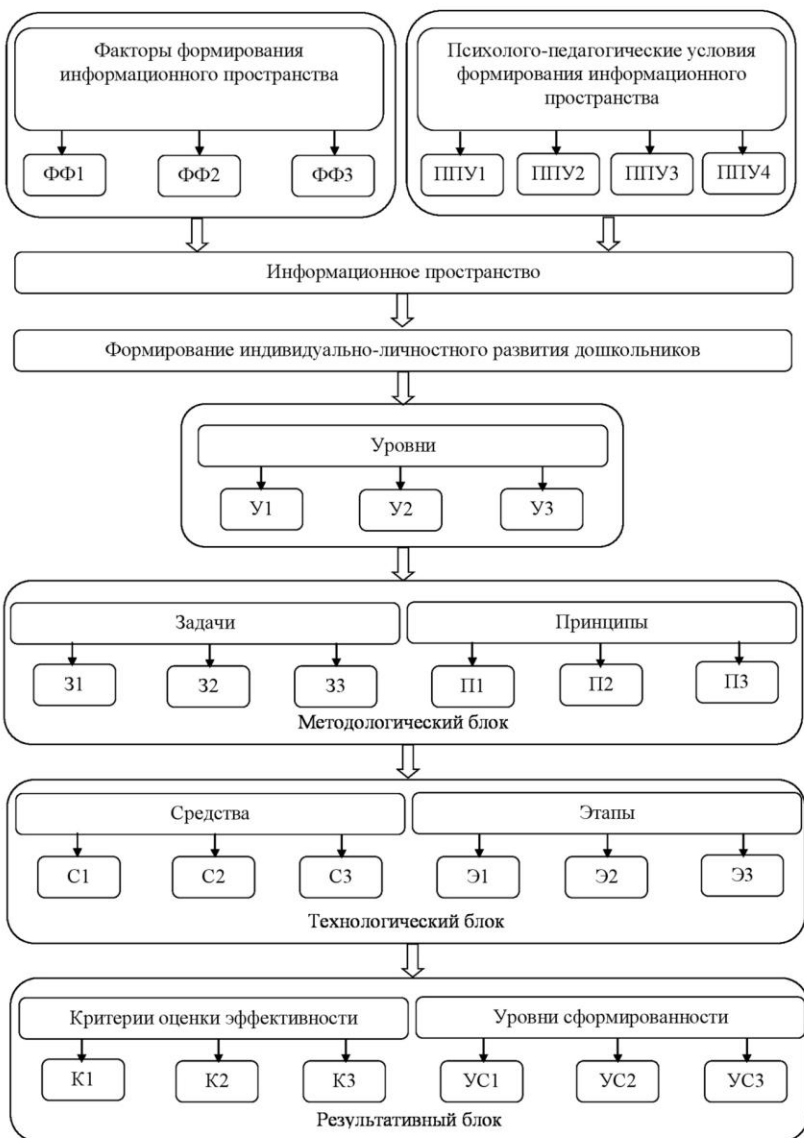 Факторы формирования
информационного пространства
ФФ1
ФФ2
ФФ3
Психолого-педагогические условия
формирования информационного
пространства
ППУ1
ППУ2
ППУ3
ППУ4
Информационное пространство
Формирование индивидуально-личностного развития дошкольников
Уровни
У1
У2
У3
Задачи
З1
З2
З3
Принципы
П1
П2
П3
Методологический блок
Средства
С1
С2
С3
Этапы
Э1
Э2
Э3
Технологический блок
Критерии оценки эффективности
К1
К2
К3
Уровни сформированности
УС1
УС2
УС3
Результативный блок